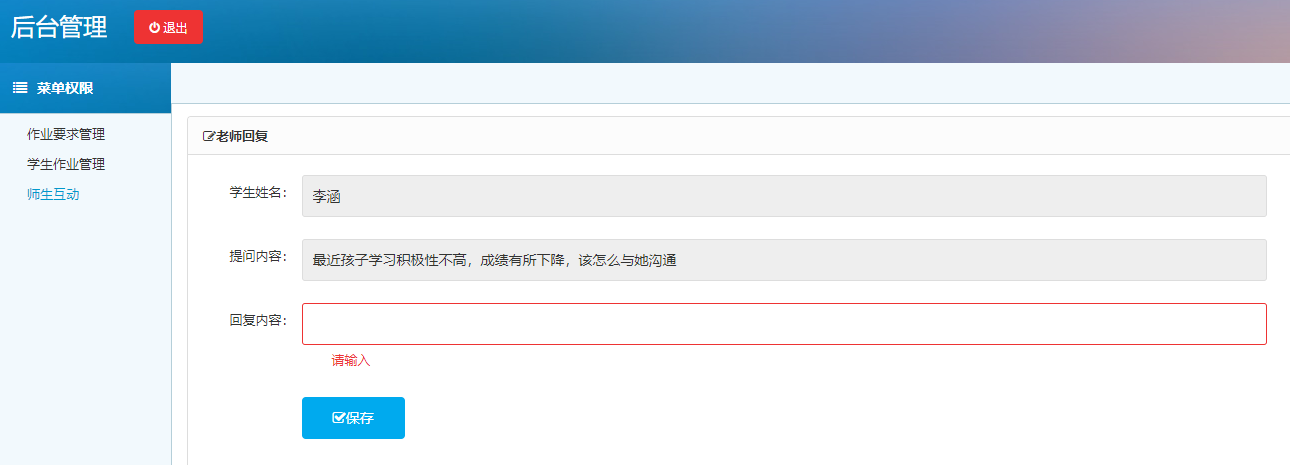 后台管理
退出
菜单权限
作业要求管理
学生作业管理
师生互动
老师回复
学生姓名：
李涵
提问内容：
最近孩子学习积极性不高，成绩有所下降，该怎么与她沟通
回复内容：
请输入
保存